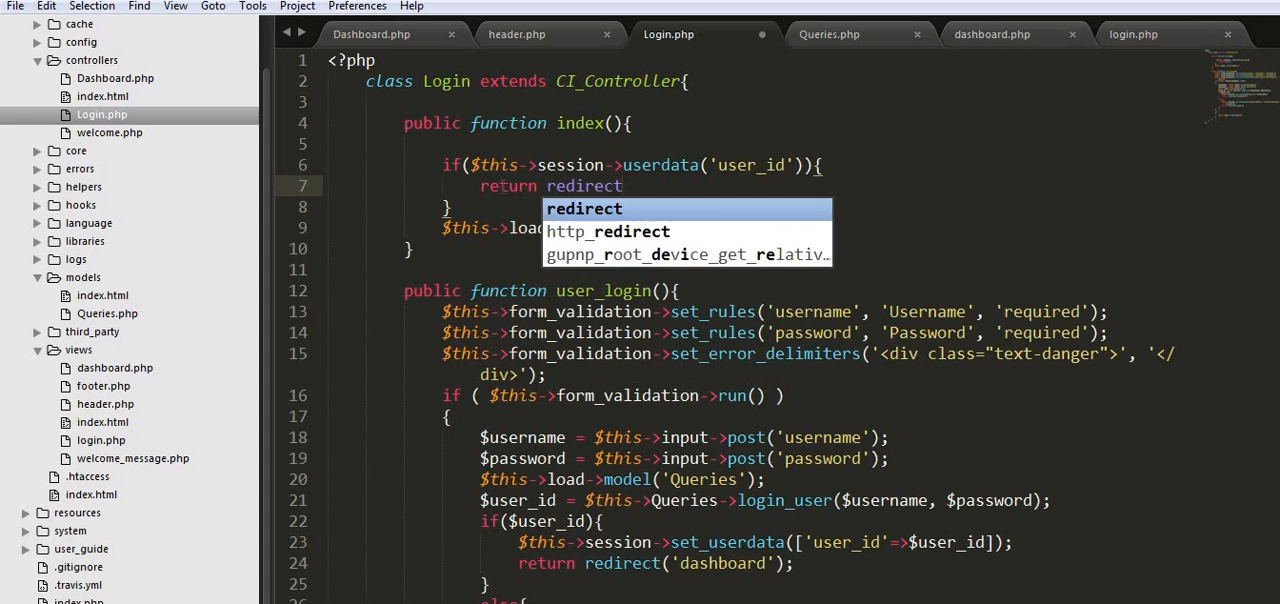 File Edit Selection Find View Goto Tools Project Preferences Help
cache
config
controllers
Dashboard.php
index.html
Login.php
welcome.php
core
errors
helpers
hooks
language
libraries
logs
models
index.html
Queries.php
third_party
views
dashboard.php
footer.php
header.php
index.html
login.php
welcome_message.php
.htaccess
index.html
resources
system
user_guide
.gitignore
.travis.yml
index.php
Dashboard.php × header.php × Login.php Queries.php × dashboard.php × login.php ×
1 <?php
2 class Login extends CI_Controller{
3
4 public function index(){
5
6 if($this->session->userdata('user_id')){
7 return redirect
redirect
http_redirect
gupnp_root_device_get_relativ…
8 }
9 $this->load
10 }
11
12 public function user_login(){
13 $this->form_validation->set_rules('username', 'Username', 'required');
14 $this->form_validation->set_rules('password', 'Password', 'required');
15 $this->form_validation->set_error_delimiters('<div class="text-danger">', '</
div>');
16 if ( $this->form_validation->run() )
17 {
18 $username = $this->input->post('username');
19 $password = $this->input->post('password');
20 $this->load->model('Queries');
21 $user_id = $this->Queries->login_user($username, $password);
22 if($user_id){
23 $this->session->set_userdata(['user_id'=>$user_id]);
24 return redirect('dashboard');
25 }
26 else{